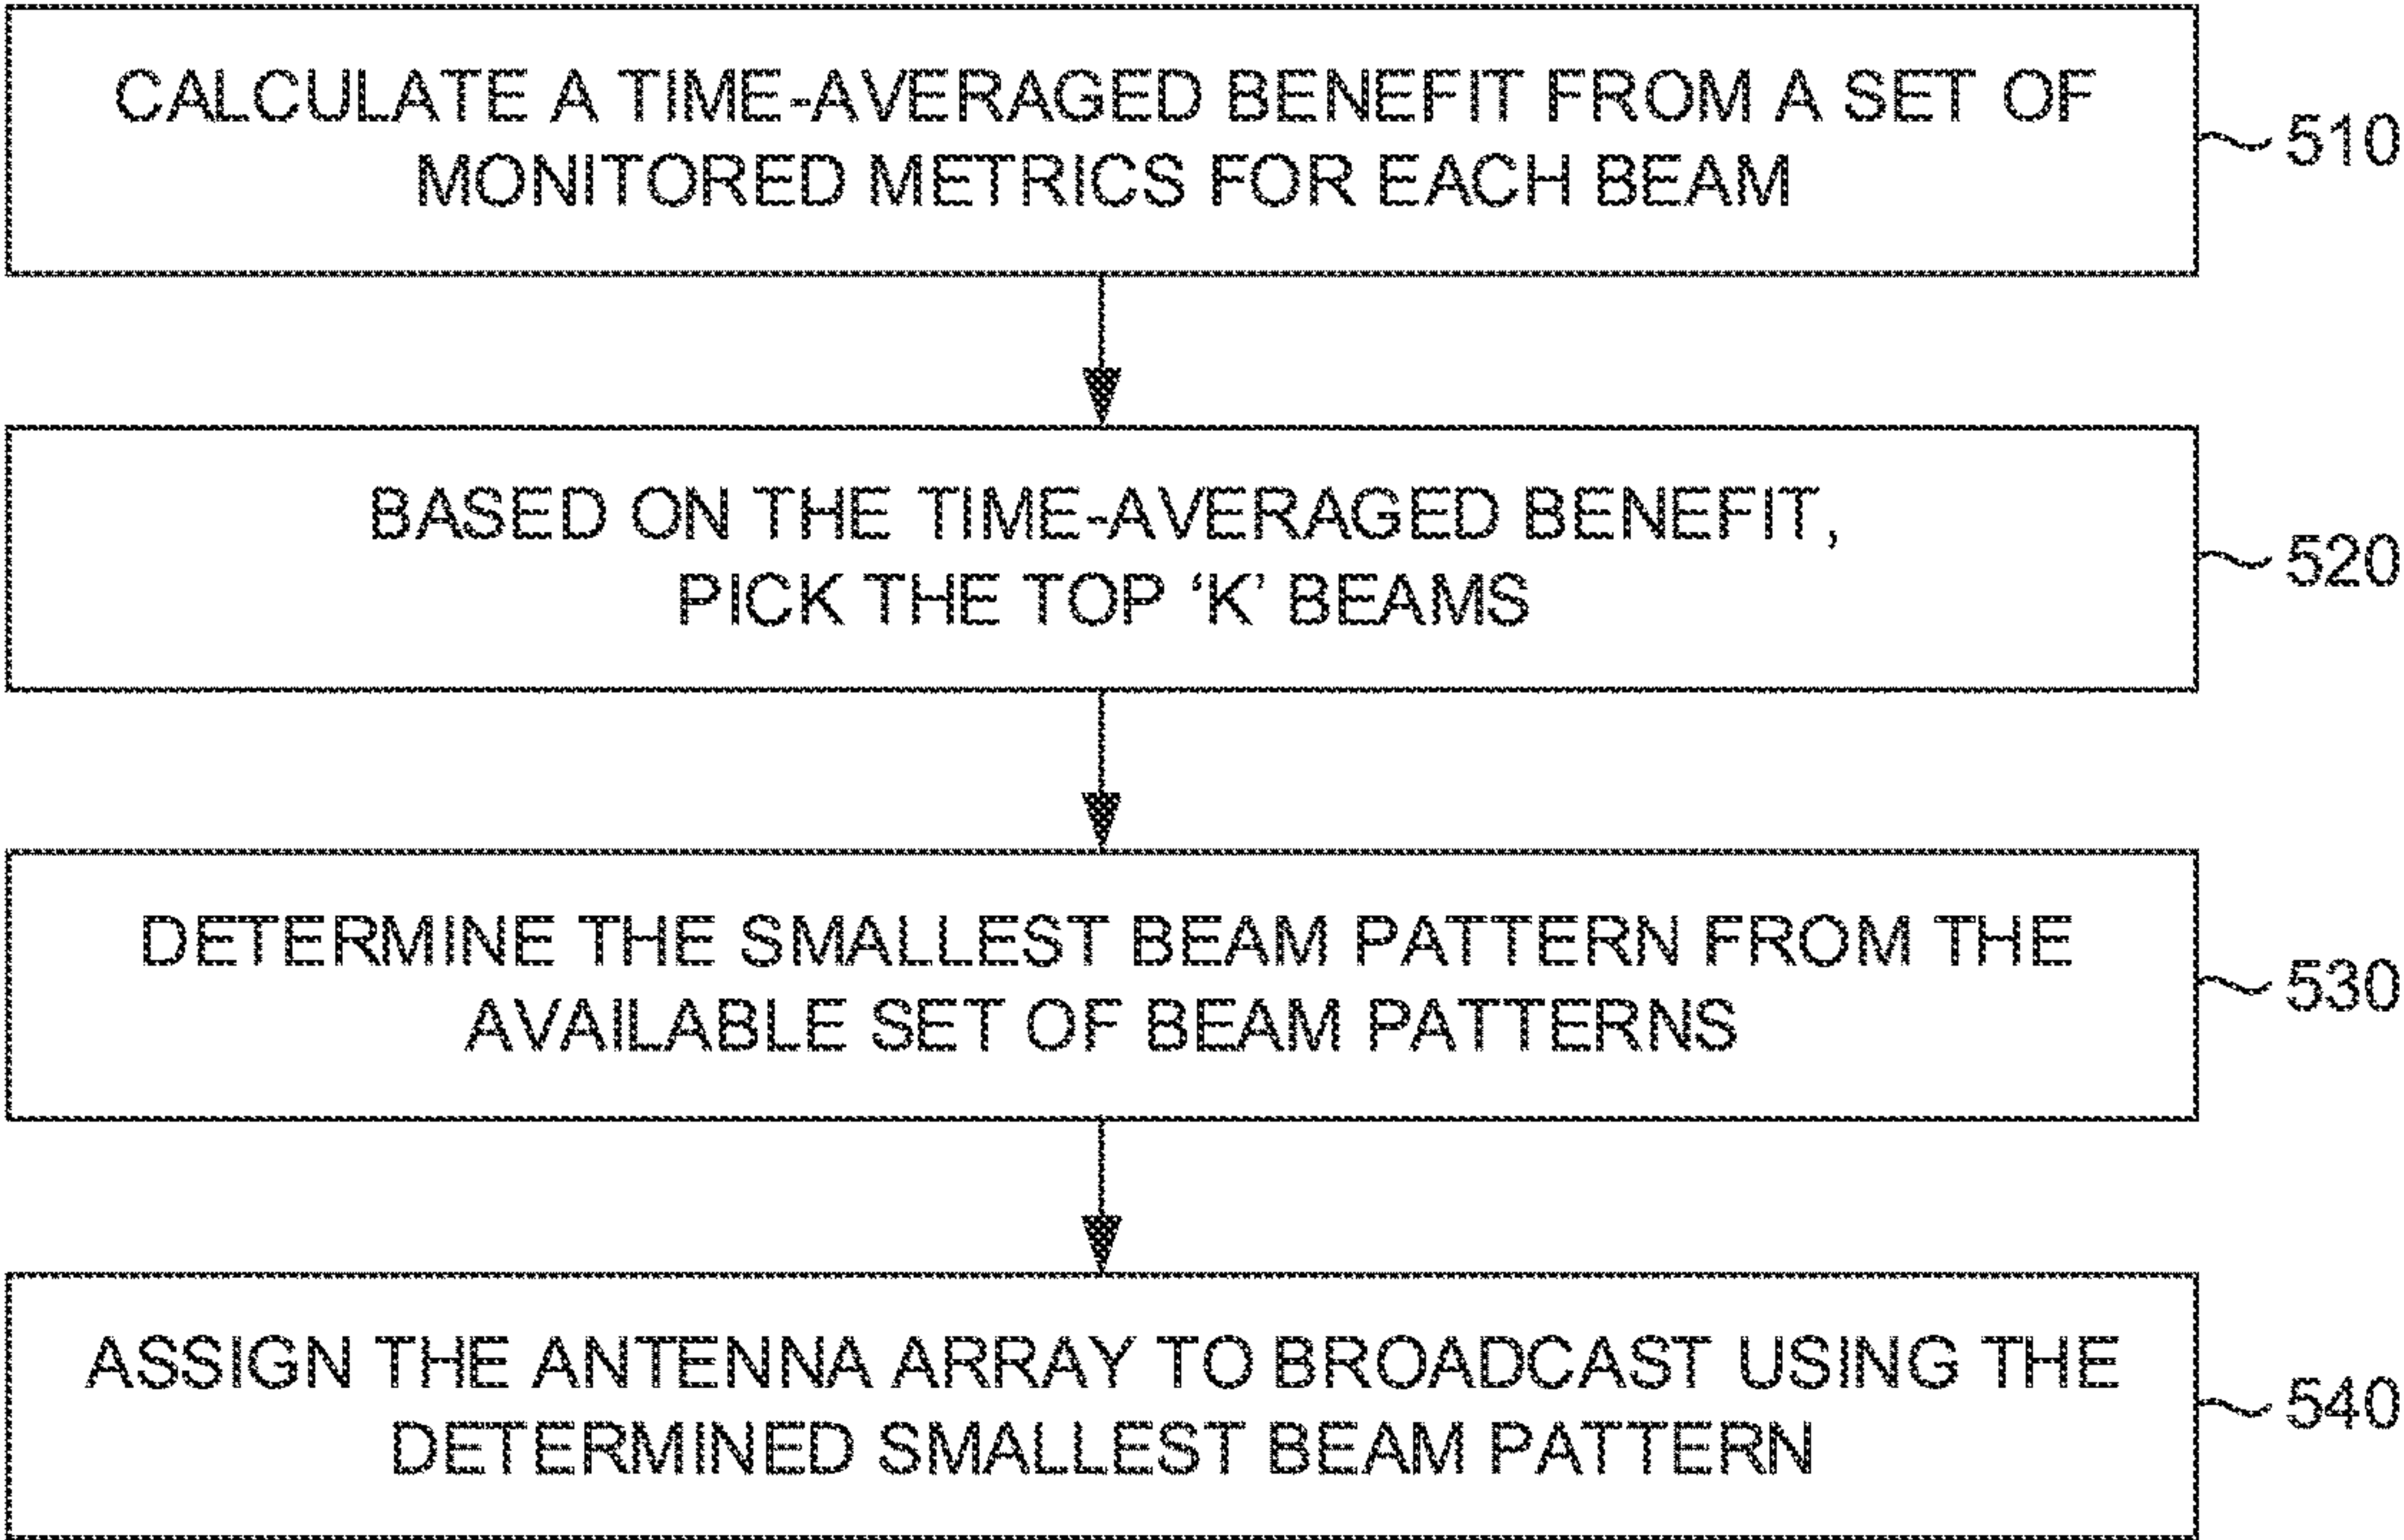 CALCULATE A TIME-AVERAGED BENEFIT FROM A SET OF
MONITORED METRICS FOR EACH BEAM
510
BASED ON THE TIME-AVERAGED BENEFIT,
PICK THE TOP ‘K’ BEAMS
520
DETERMINE THE SMALLEST BEAM PATTERN FROM THE
AVAILABLE SET OF BEAM PATTERNS
530
ASSIGN THE ANTENNA ARRAY TO BROADCAST USING THE
DETERMINED SMALLEST BEAM PATTERN
540